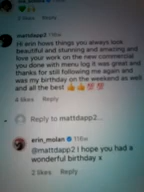 2 likes Reply
mattdapp2 118w
Hi erin hows things you always look
beautiful and stunning and amazing and
love your work on the new commercial
you done with menu log it was great and
thanks for still following me again and
was my birthday on the weekend as well
and all the best 👍👍💯💯
4 likes Reply
Reply to mattdapp2...
erin_molan 118w
@mattdapp2 i hope you had a
wonderful birthday x
2 likes Reply